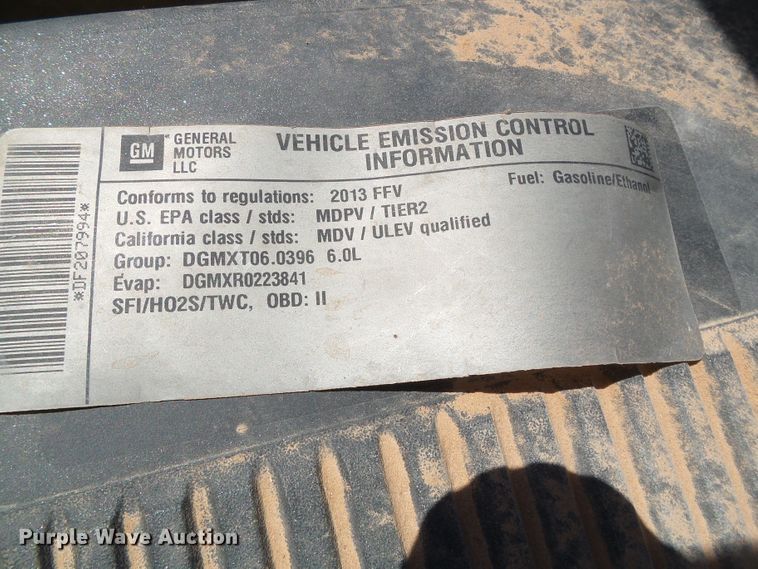 *DF207994*
GM
GENERAL
MOTORS
LLC
VEHICLE EMISSION CONTROL
INFORMATION
Conforms to regulations: 2013 FFV
Fuel: Gasoline/Ethanol
U.S. EPA class / stds: MDPV / TIER2
California class / stds: MDV / ULEV qualified
Group: DGMXT06.0396 6.0L
Evap: DGMXR0223841
SFI/HO2S/TWC, OBD: II
Purple Wave Auction